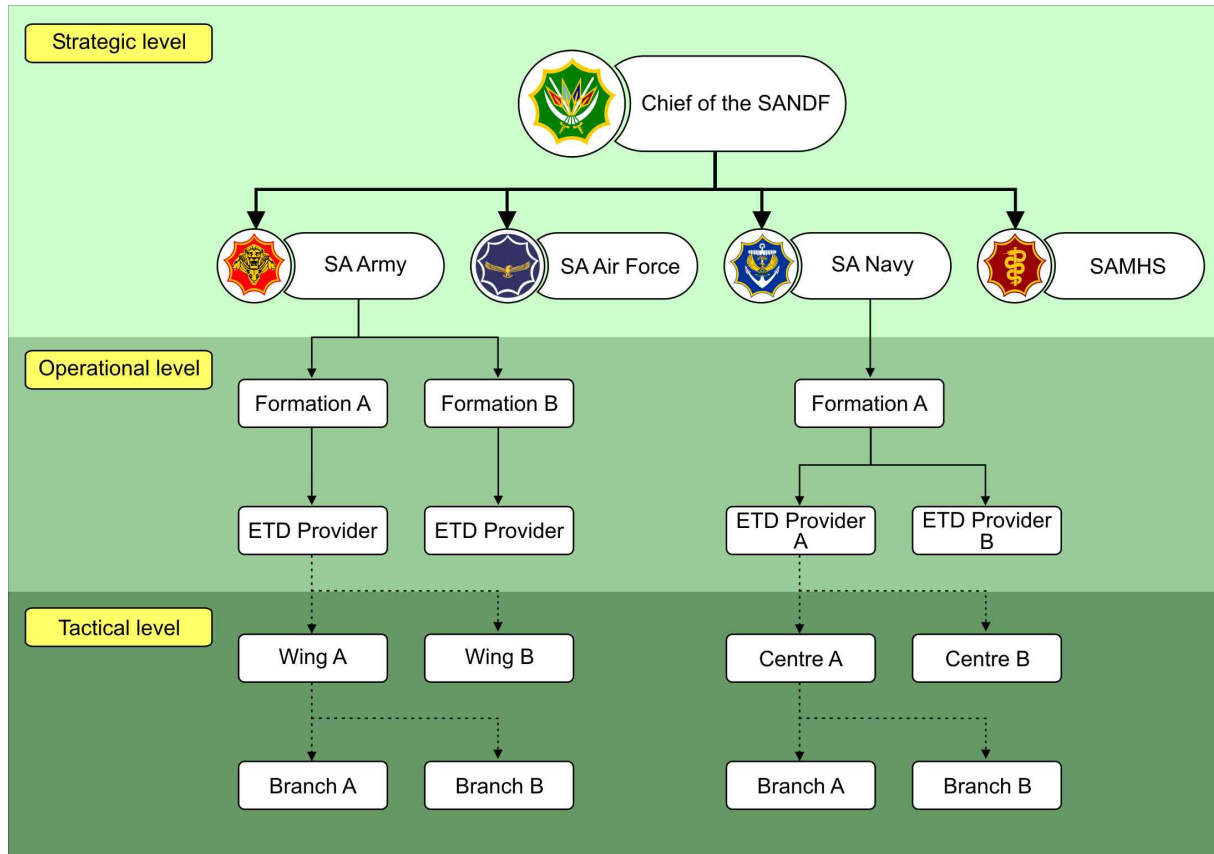 Strategic level
Chief of the SANDF
SA Army
SA Air Force
SA Navy
SAMHS
Operational level
Formation A
Formation B
Formation A
ETD Provider
ETD Provider
ETD Provider
A
ETD Provider
B
Tactical level
Wing A
Wing B
Centre A
Centre B
Branch A
Branch B
Branch A
Branch B